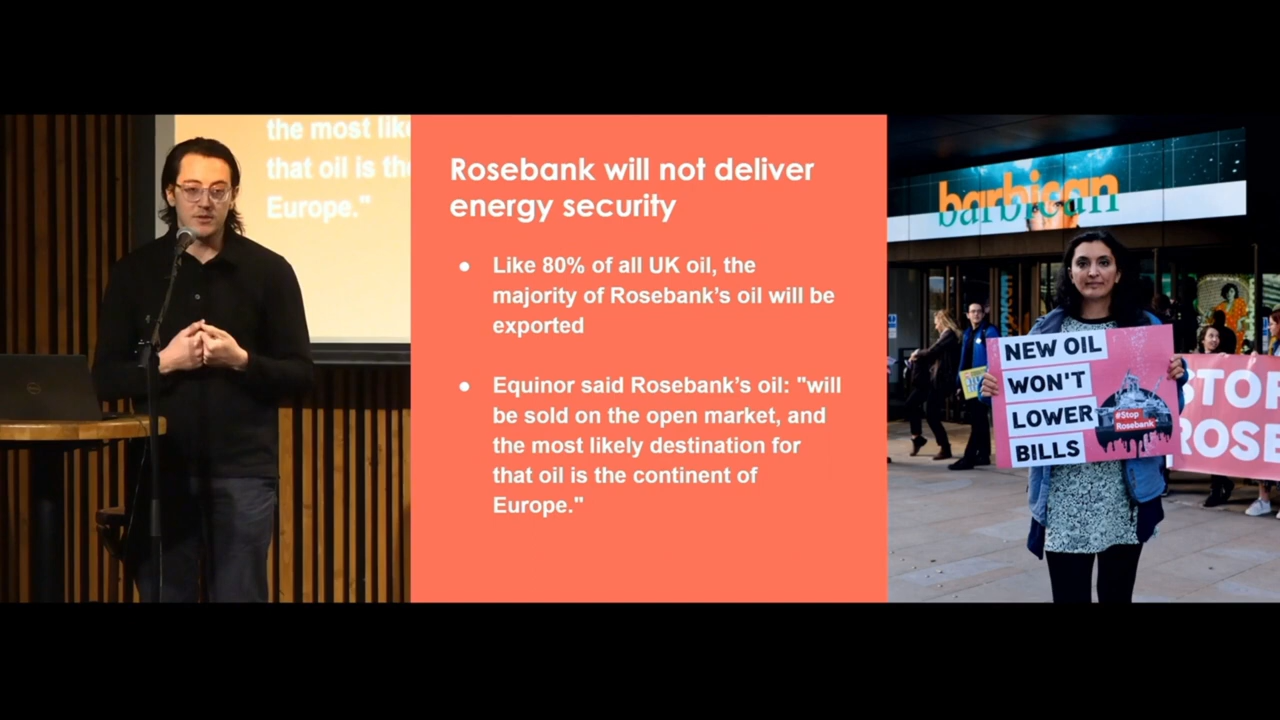 the most like
that oil is the
Europe."
Rosebank will not deliver
energy security
● Like 80% of all UK oil, the
majority of Rosebank's oil will be
exported
● Equinor said Rosebank's oil: "will
be sold on the open market, and
the most likely destination for
that oil is the continent of
Europe."
barbican
barbican
NEW OIL
WON'T
LOWER
BILLS
#Stop
Rosebank
STOP
ROSE